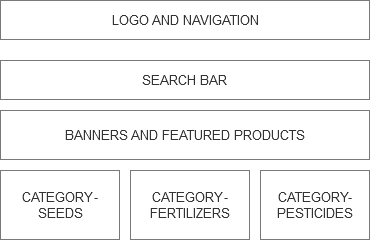 LOGO AND NAVIGATION
SEARCH BAR
BANNERS AND FEATURED PRODUCTS
CATEGORY-
SEEDS
CATEGORY-
FERTILIZERS
CATEGORY-
PESTICIDES